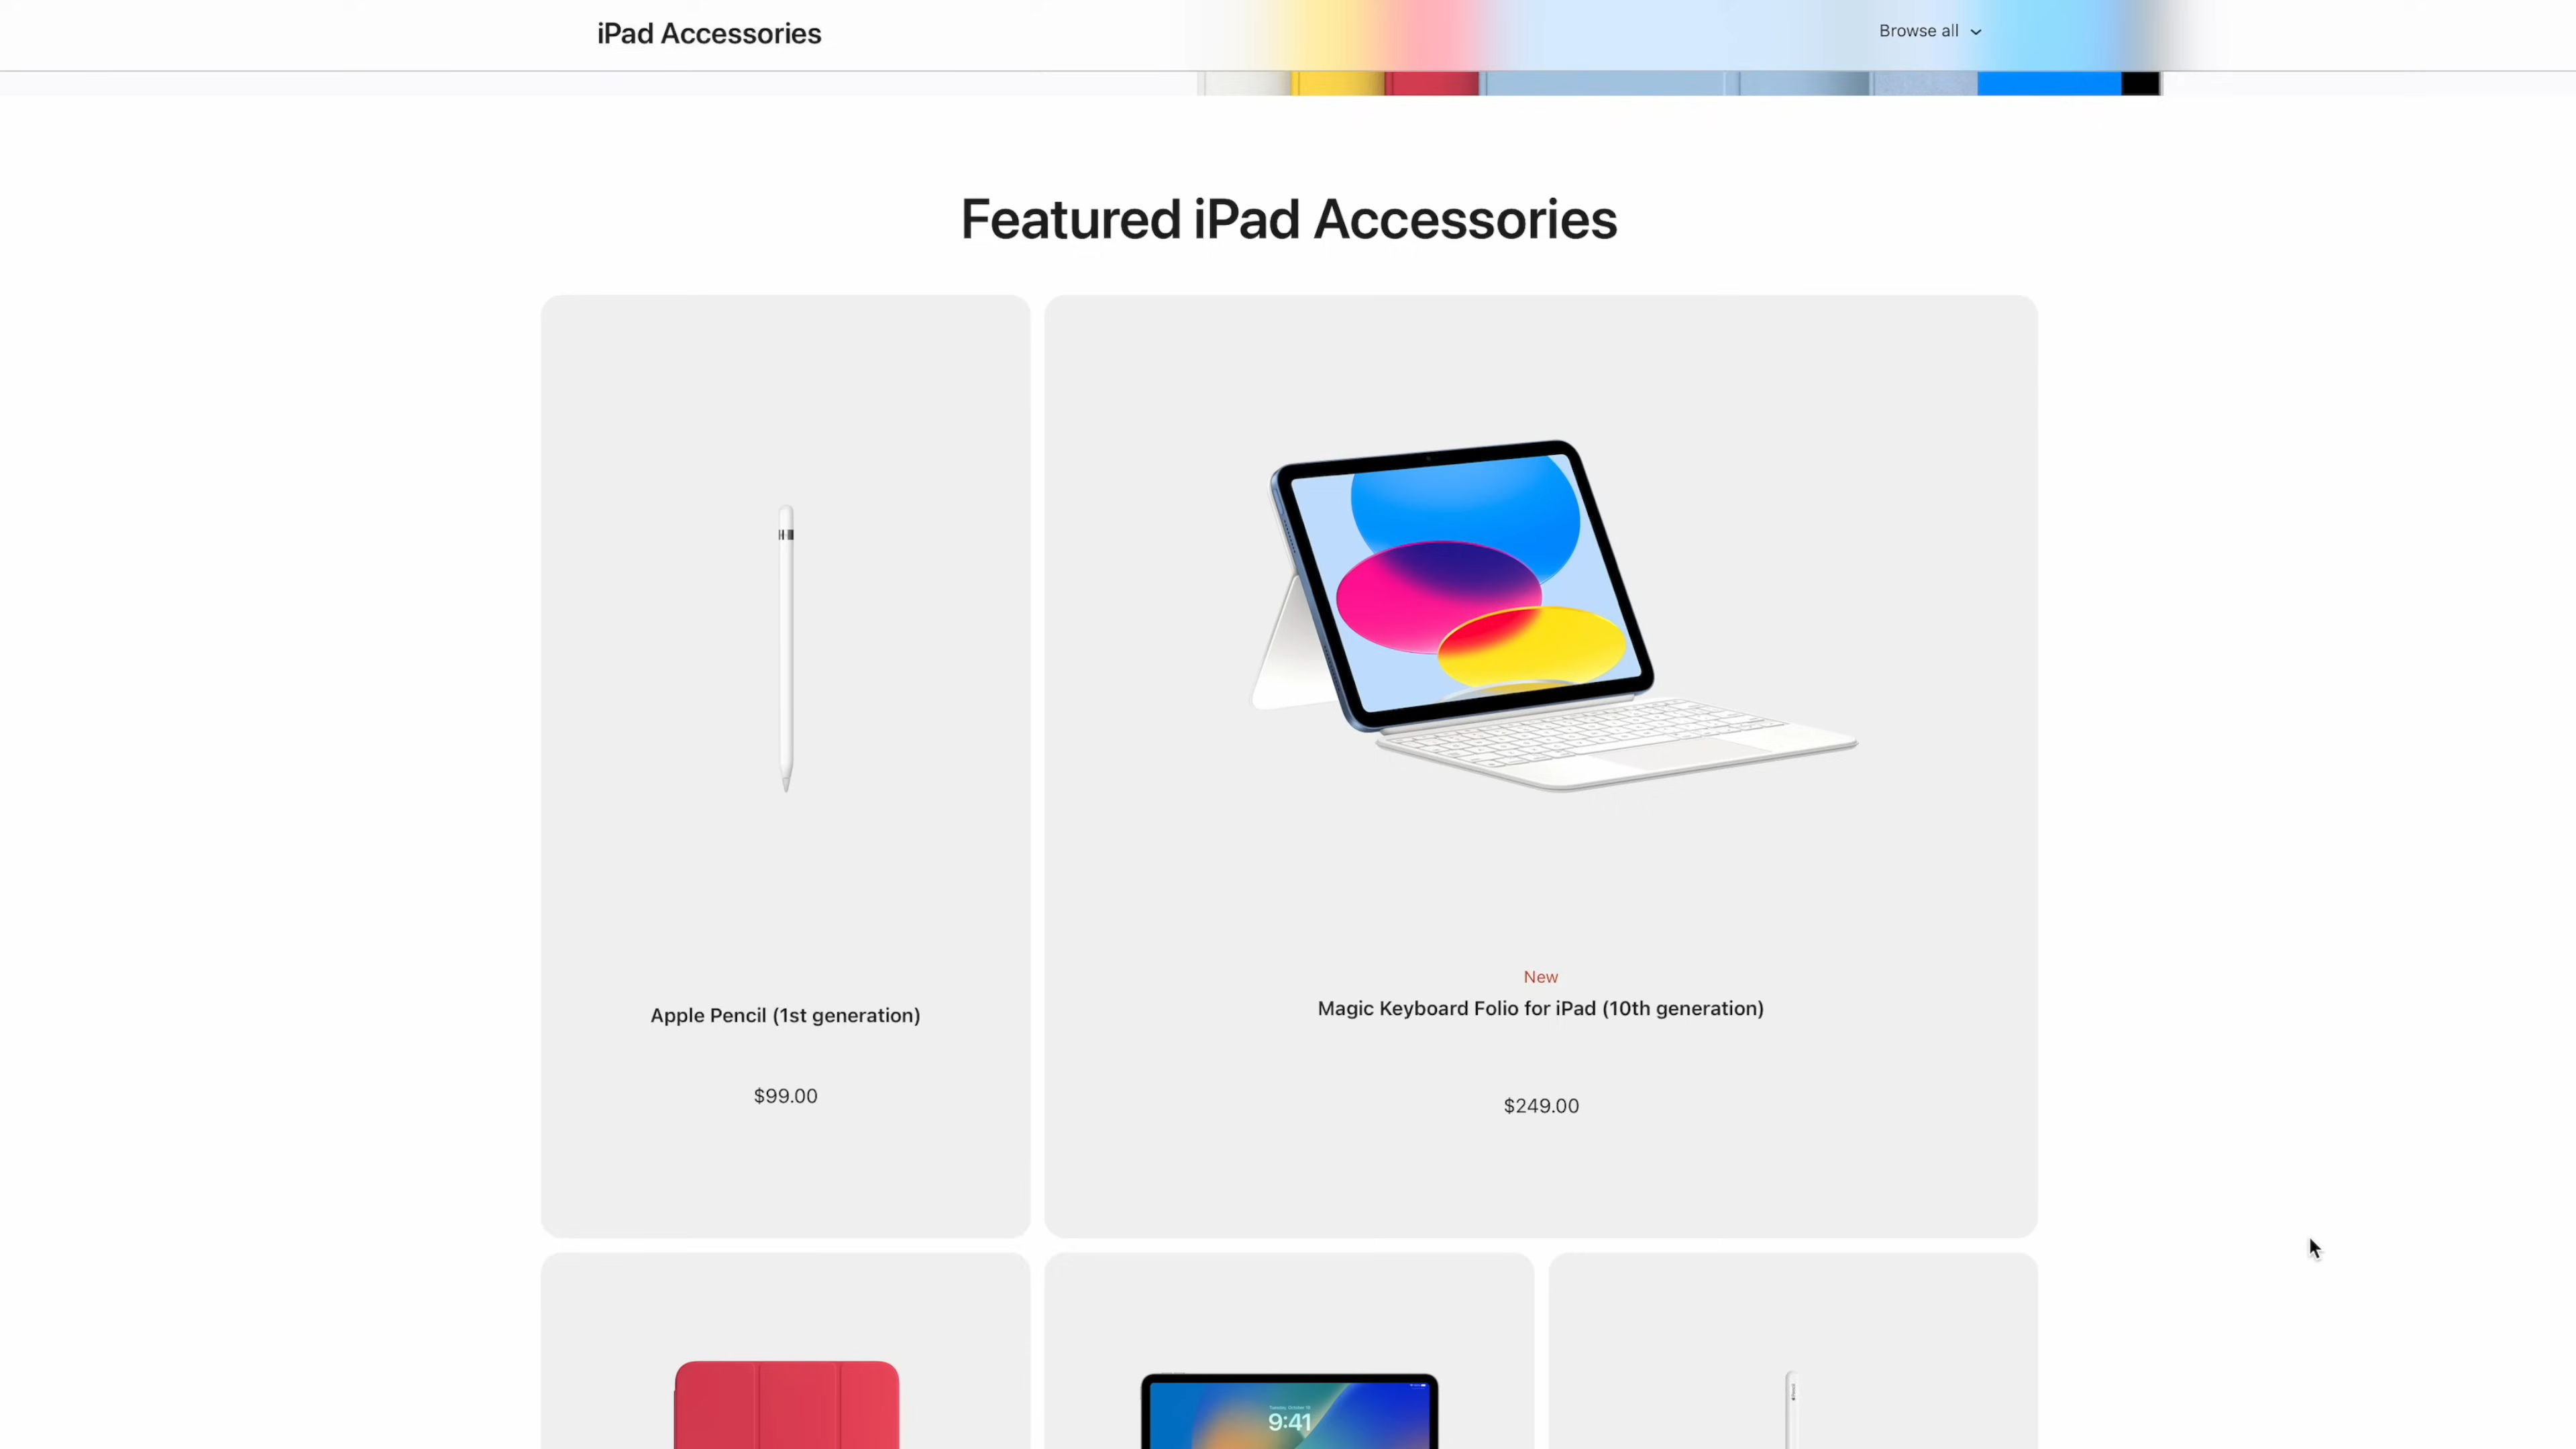 iPad Accessories
Browse all
Featured iPad Accessories
Apple Pencil (1st generation)
$99.00
New
Magic Keyboard Folio for iPad (10th generation)
$249.00
9:41